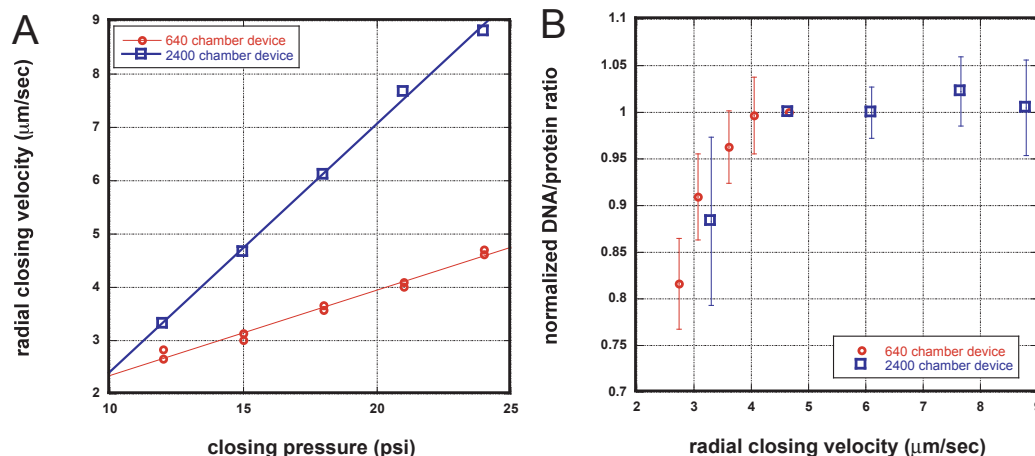 A
640 chamber device
2400 chamber device
radial closing velocity (μm/sec)
9
8
7
6
5
4
3
2
10
15
20
25
closing pressure (psi)
B
normalized DNA/protein ratio
1.1
1.05
1
0.95
0.9
0.85
0.8
0.75
0.7
640 chamber device
2400 chamber device
2
3
4
5
6
7
8
9
radial closing velocity (μm/sec)